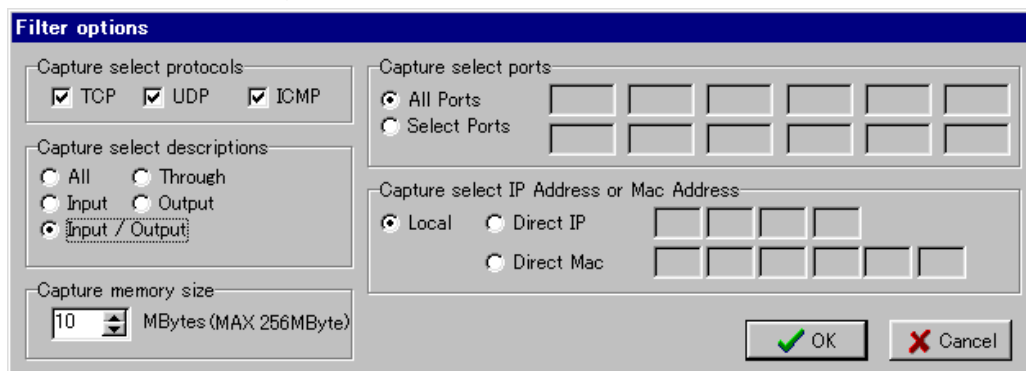 Filter options
Capture select protocols
TCP UDP ICMP
Capture select descriptions
All Through
Input Output
Input / Output
Capture memory size
10 MBytes(MAX 256MByte)
Capture select ports
All Ports
Select Ports
Capture select IP Address or Mac Address
Local Direct IP
Direct Mac
OK Cancel